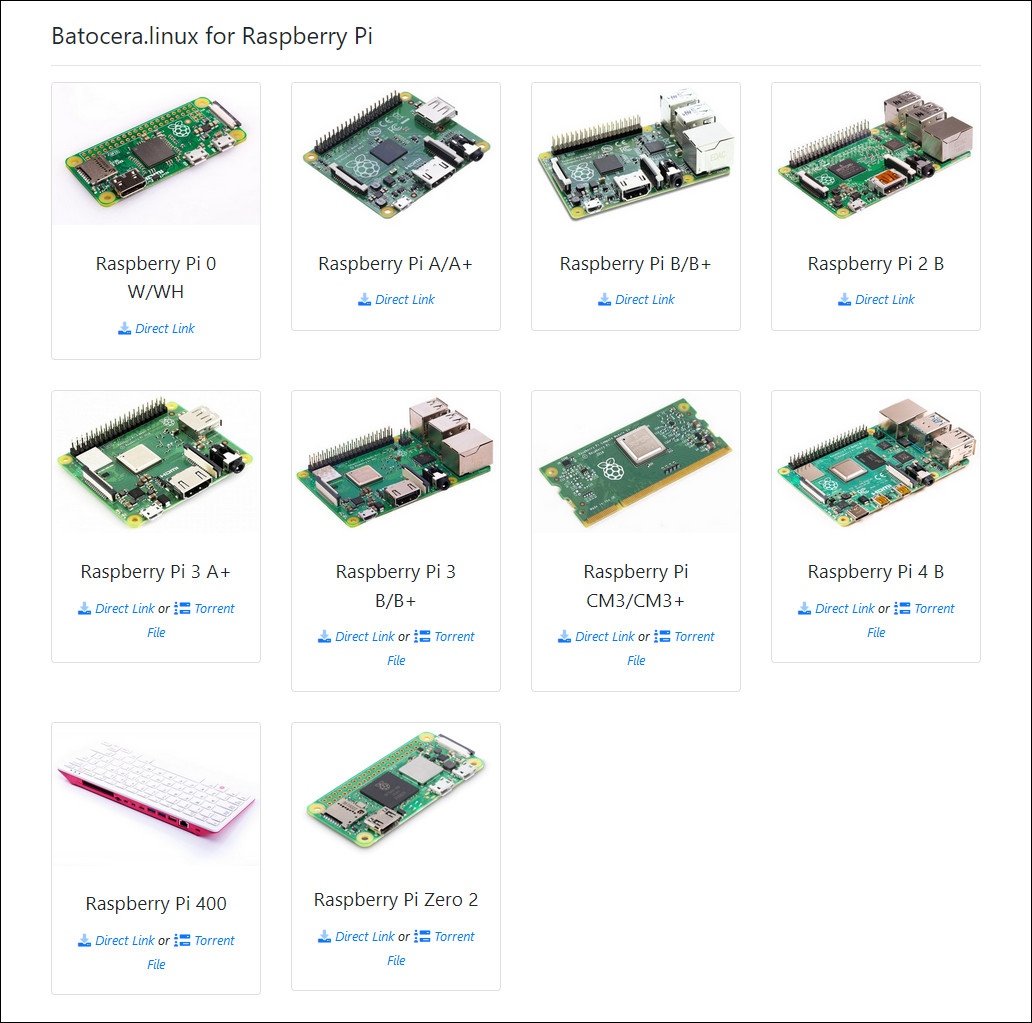 Batocera.linux for Raspberry Pi
Raspberry Pi 0
W/WH
Direct Link
Raspberry Pi A/A+
Direct Link
Raspberry Pi B/B+
Direct Link
Raspberry Pi 2 B
Direct Link
Raspberry Pi 3 A+
Direct Link or Torrent
File
Raspberry Pi 3
B/B+
Direct Link or Torrent
File
Raspberry Pi
CM3/CM3+
Direct Link or Torrent
File
Raspberry Pi 4 B
Direct Link or Torrent
File
Raspberry Pi 400
Direct Link or Torrent
File
Raspberry Pi Zero 2
Direct Link or Torrent
File